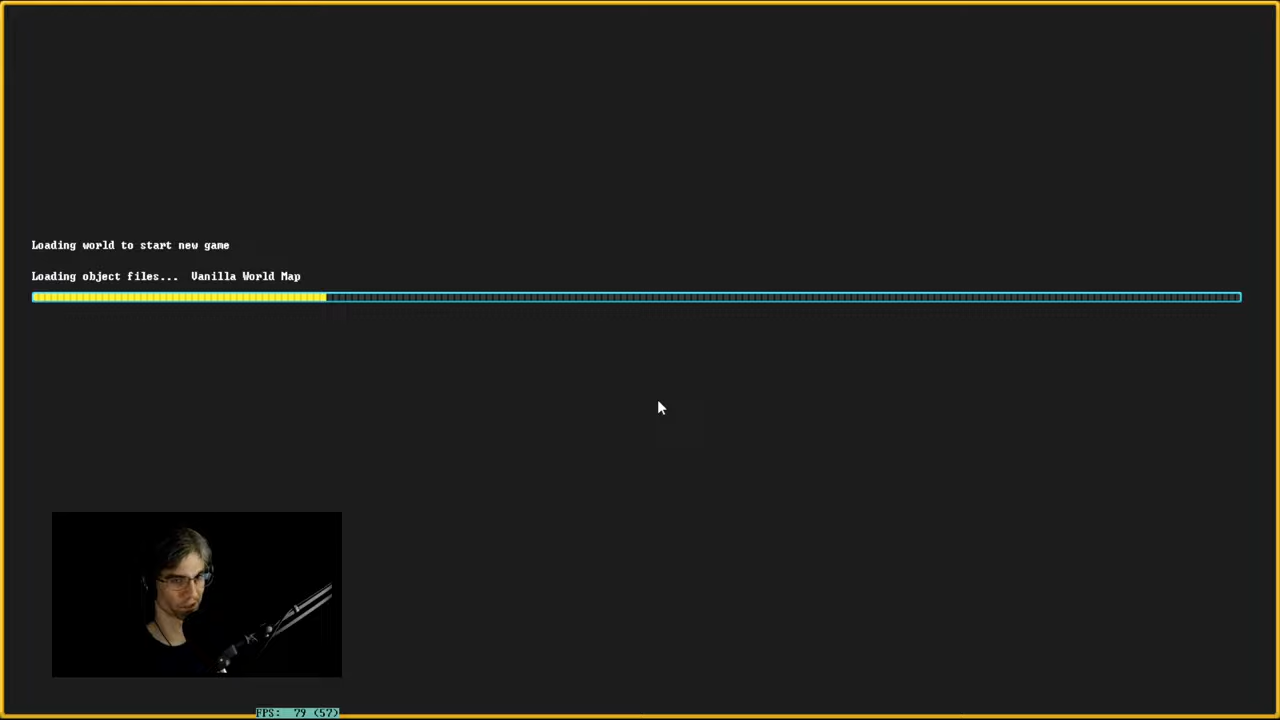 Loading world to start new game
Loading object files...  Vanilla World Map
FPS:  79 (57)